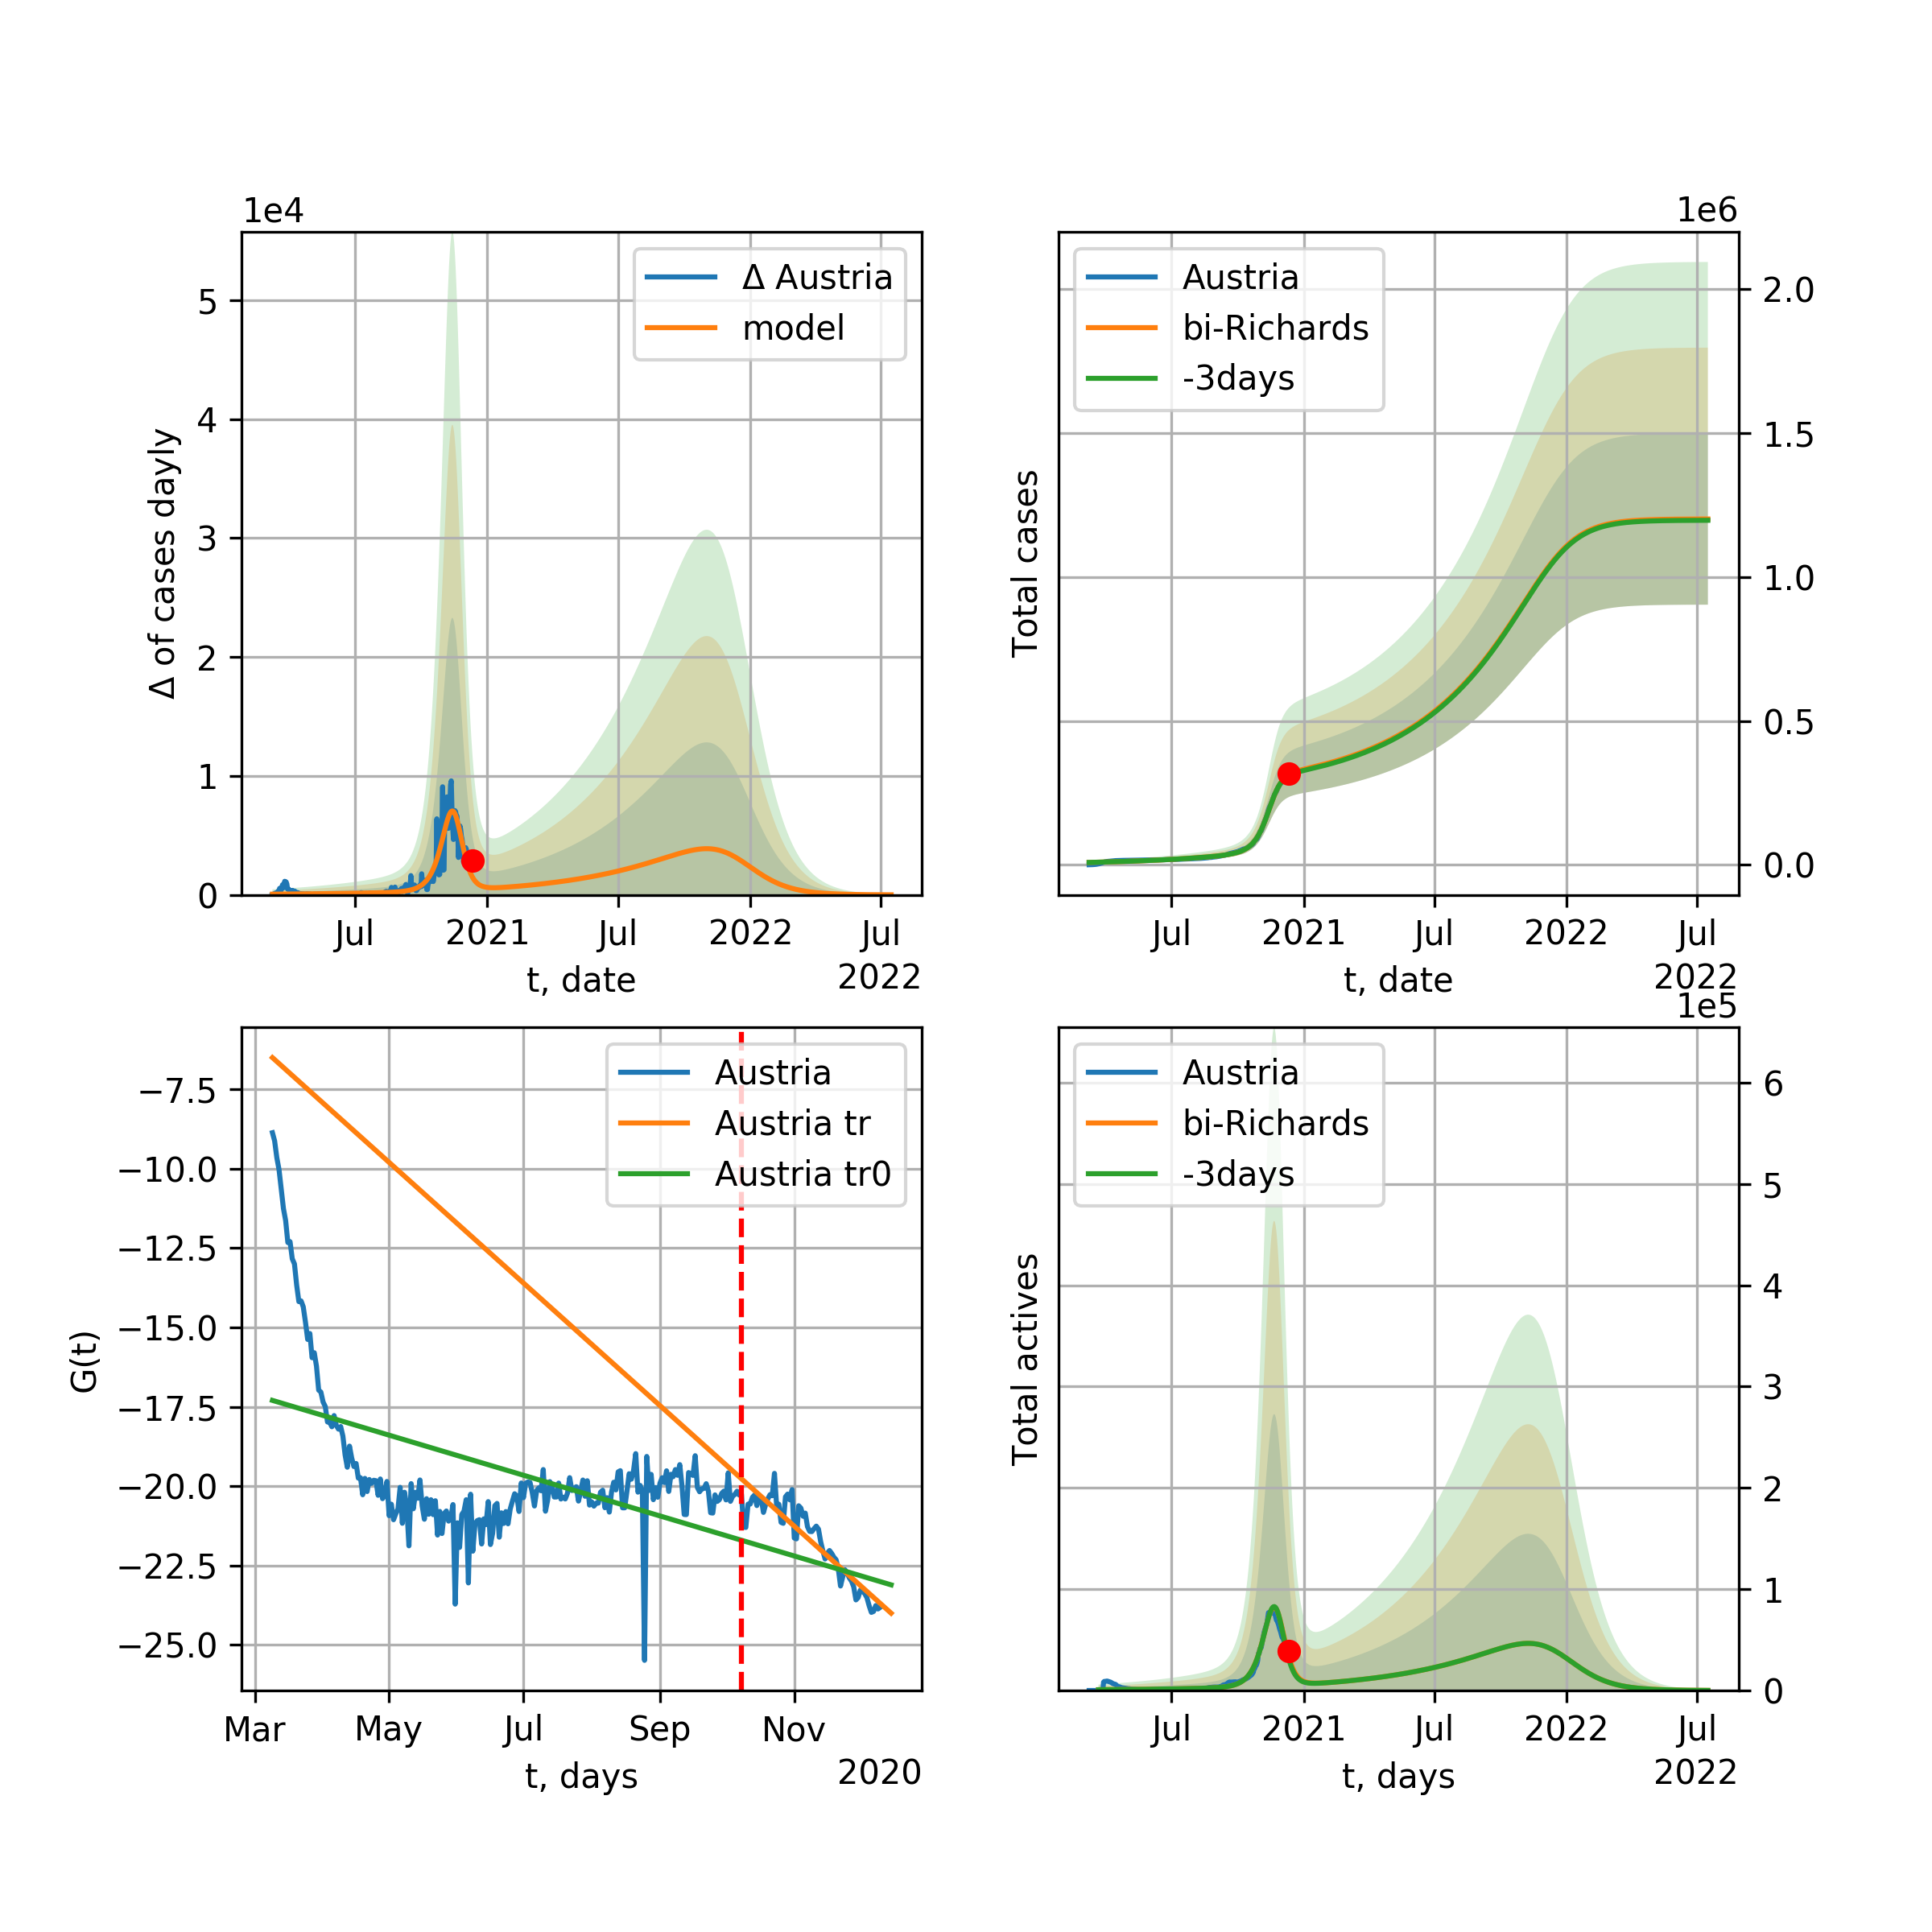 1e4
Δ of cases dayly
5
4
3
2
1
0
Δ Austria
model
Jul
2021
Jul
2022
Jul
t, date
2022
1e6
Total cases
Austria
bi-Richards
-3days
2.0
1.5
1.0
0.5
0.0
Jul
2021
Jul
2022
Jul
t, date
2022
G(t)
−7.5
−10.0
−12.5
−15.0
−17.5
−20.0
−22.5
−25.0
Austria
Austria tr
Austria tr0
Mar
May
Jul
Sep
Nov
t, days
2020
1e5
Total actives
Austria
bi-Richards
-3days
6
5
4
3
2
1
0
Jul
2021
Jul
2022
Jul
t, days
2022